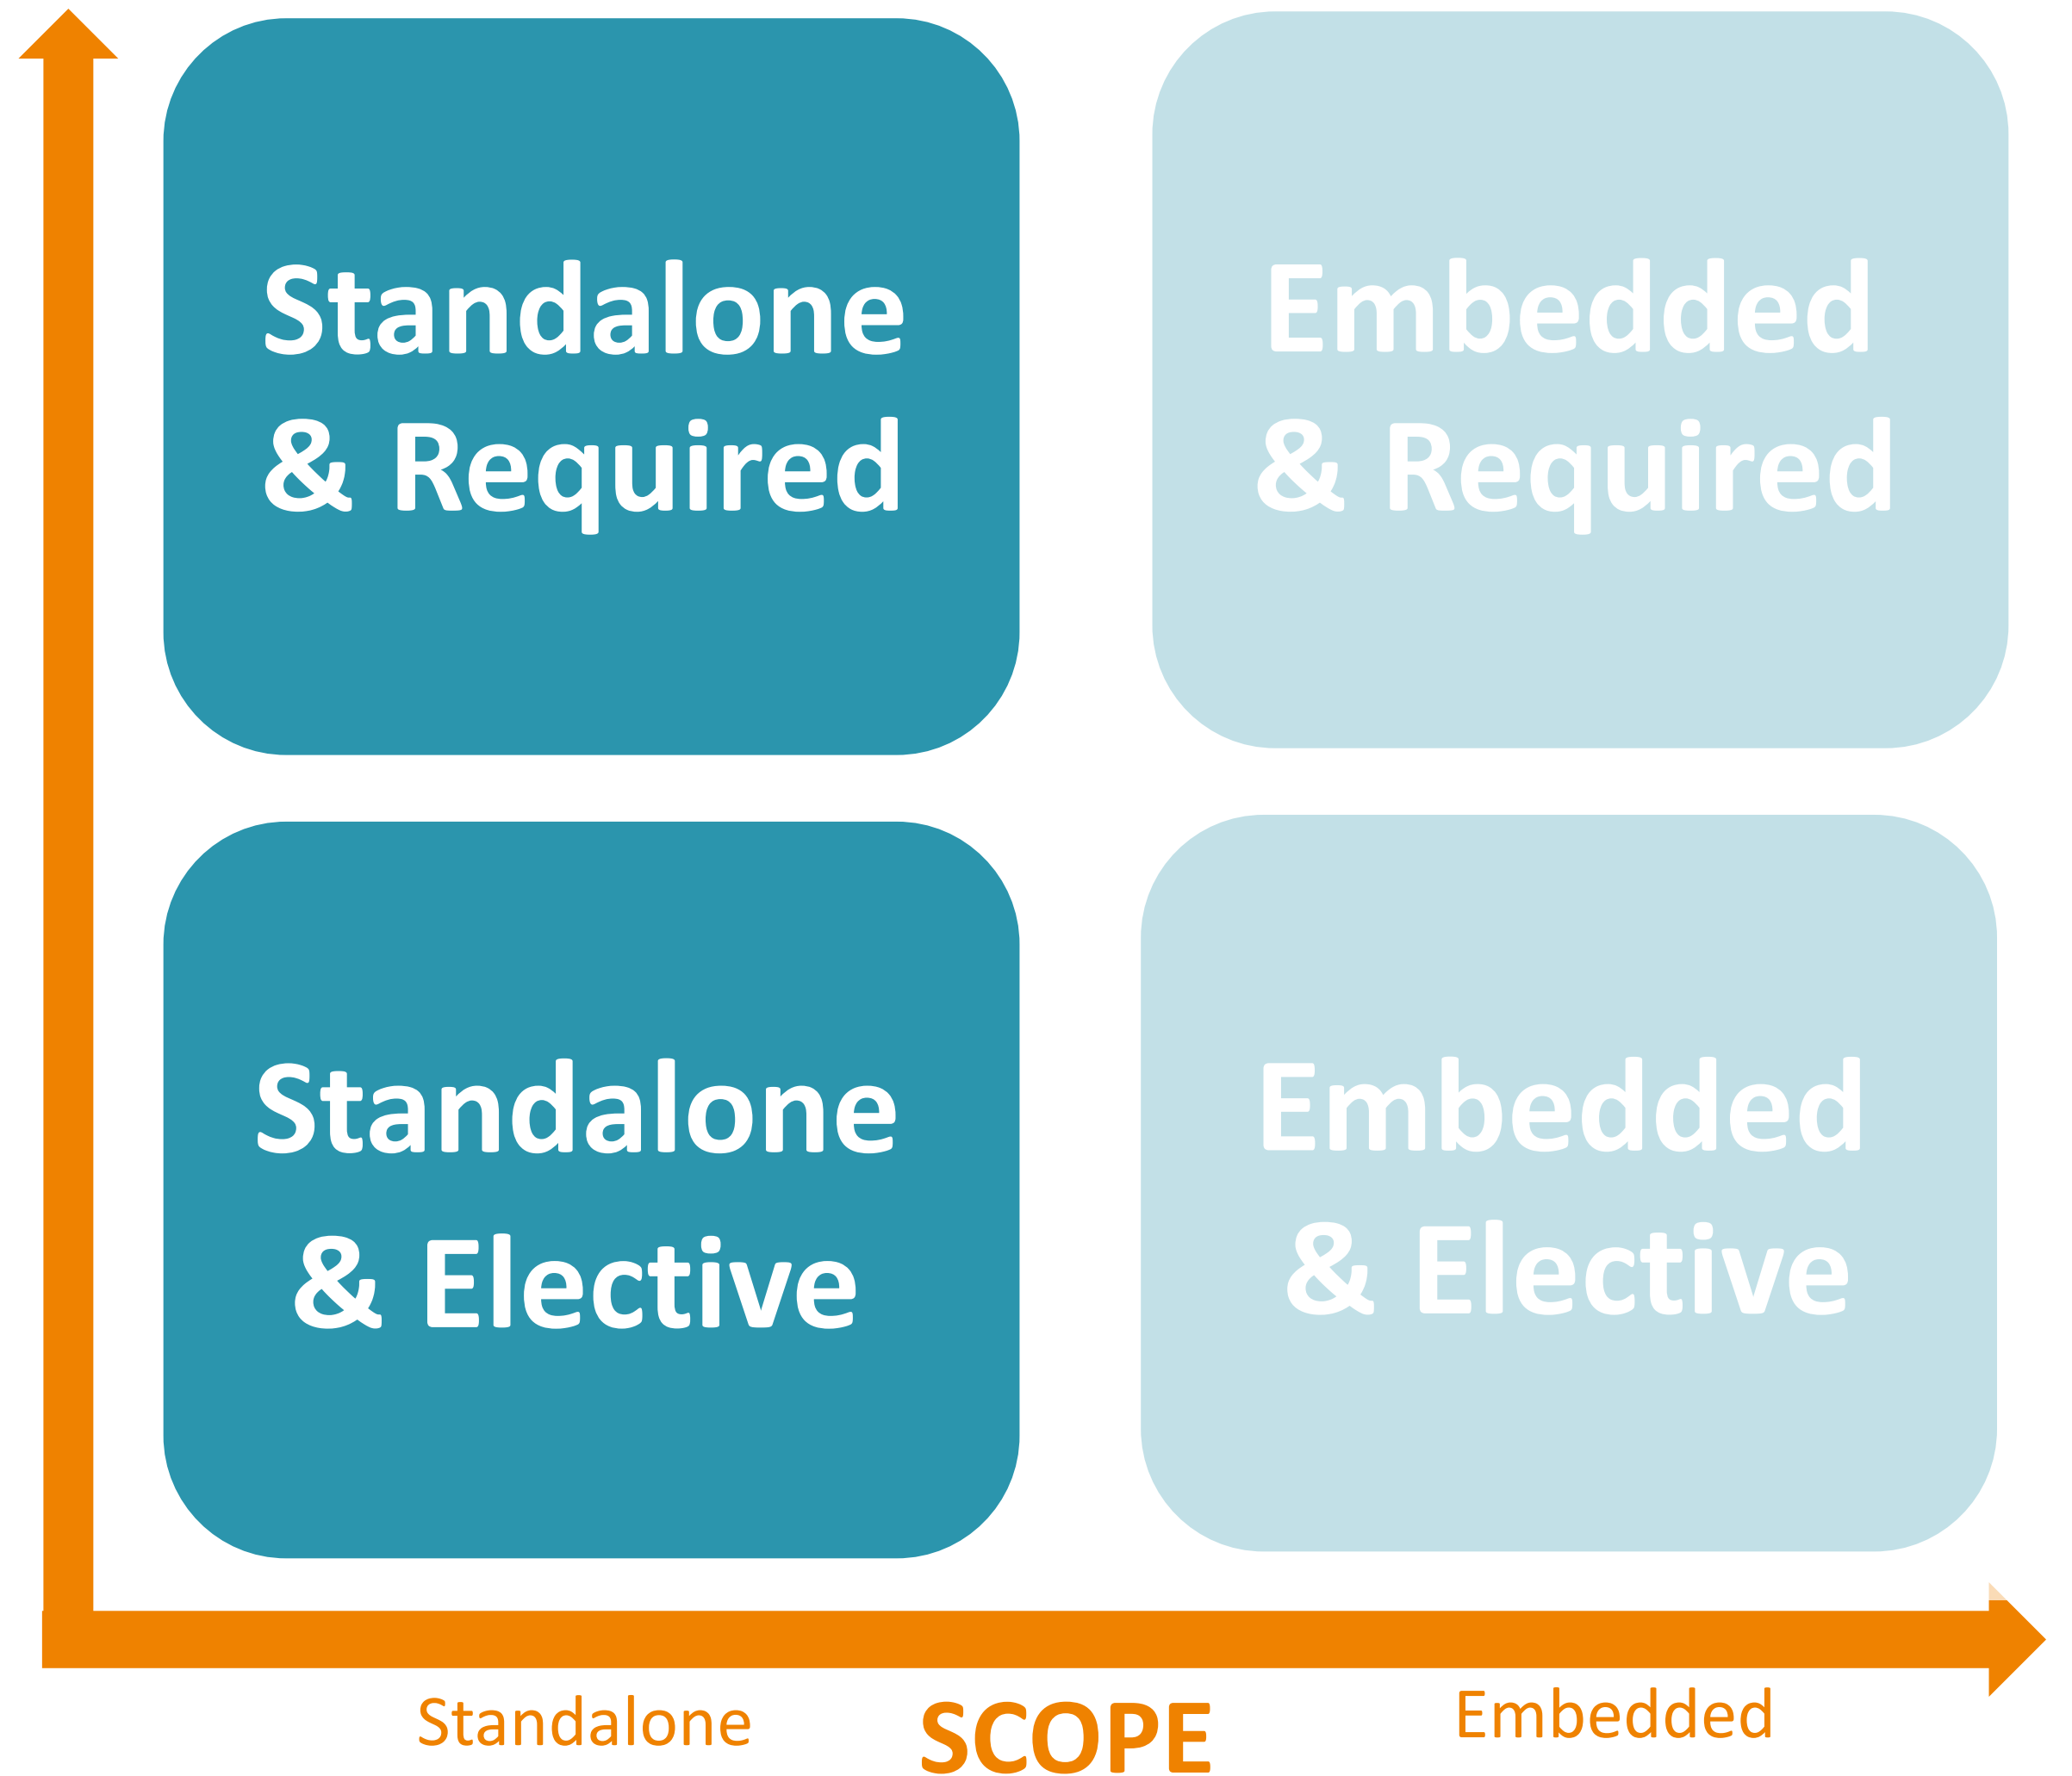 Standalone
& Required
Embedded
& Required
Standalone
& Elective
Embedded
& Elective
Standalone
SCOPE
Embedded